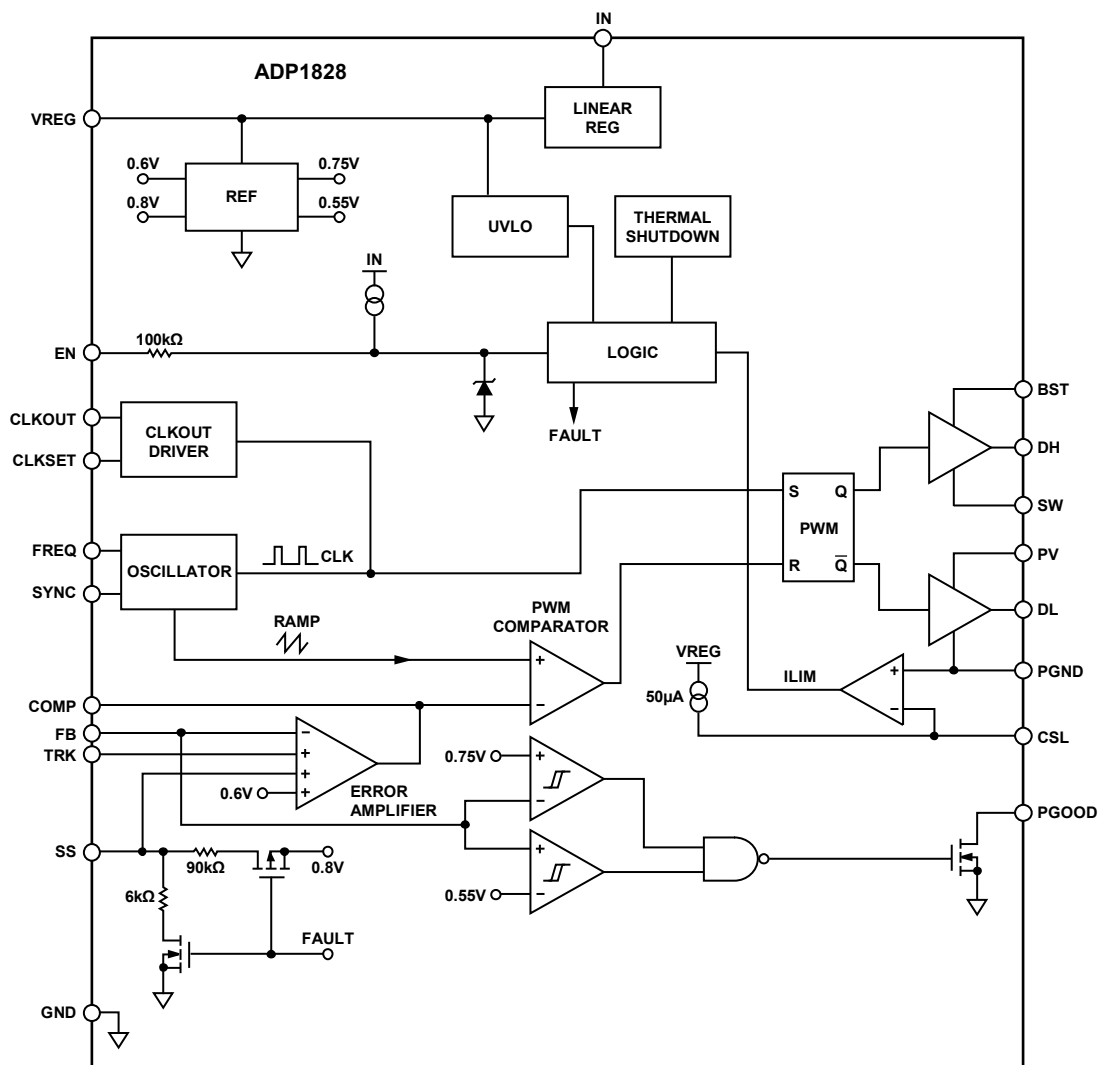 IN
ADP1828
LINEAR
REG
VREG
0.6V
0.75V
REF
0.8V
0.55V
UVLO
THERMAL
SHUTDOWN
IN
100kΩ
EN
LOGIC
FAULT
CLKOUT
CLKOUT
DRIVER
CLKSET
BST
DH
SW
S
Q
PWM
R
Q̅
FREQ
OSCILLATOR
SYNC
CLK
PV
DL
RAMP
PWM
COMPARATOR
+
−
VREG
50µA
ILIM
+
−
PGND
CSL
COMP
FB
TRK
−
+
+
+
0.6V
ERROR
AMPLIFIER
0.75V
+
−
+
−
0.55V
PGOOD
SS
90kΩ
0.8V
6kΩ
FAULT
GND